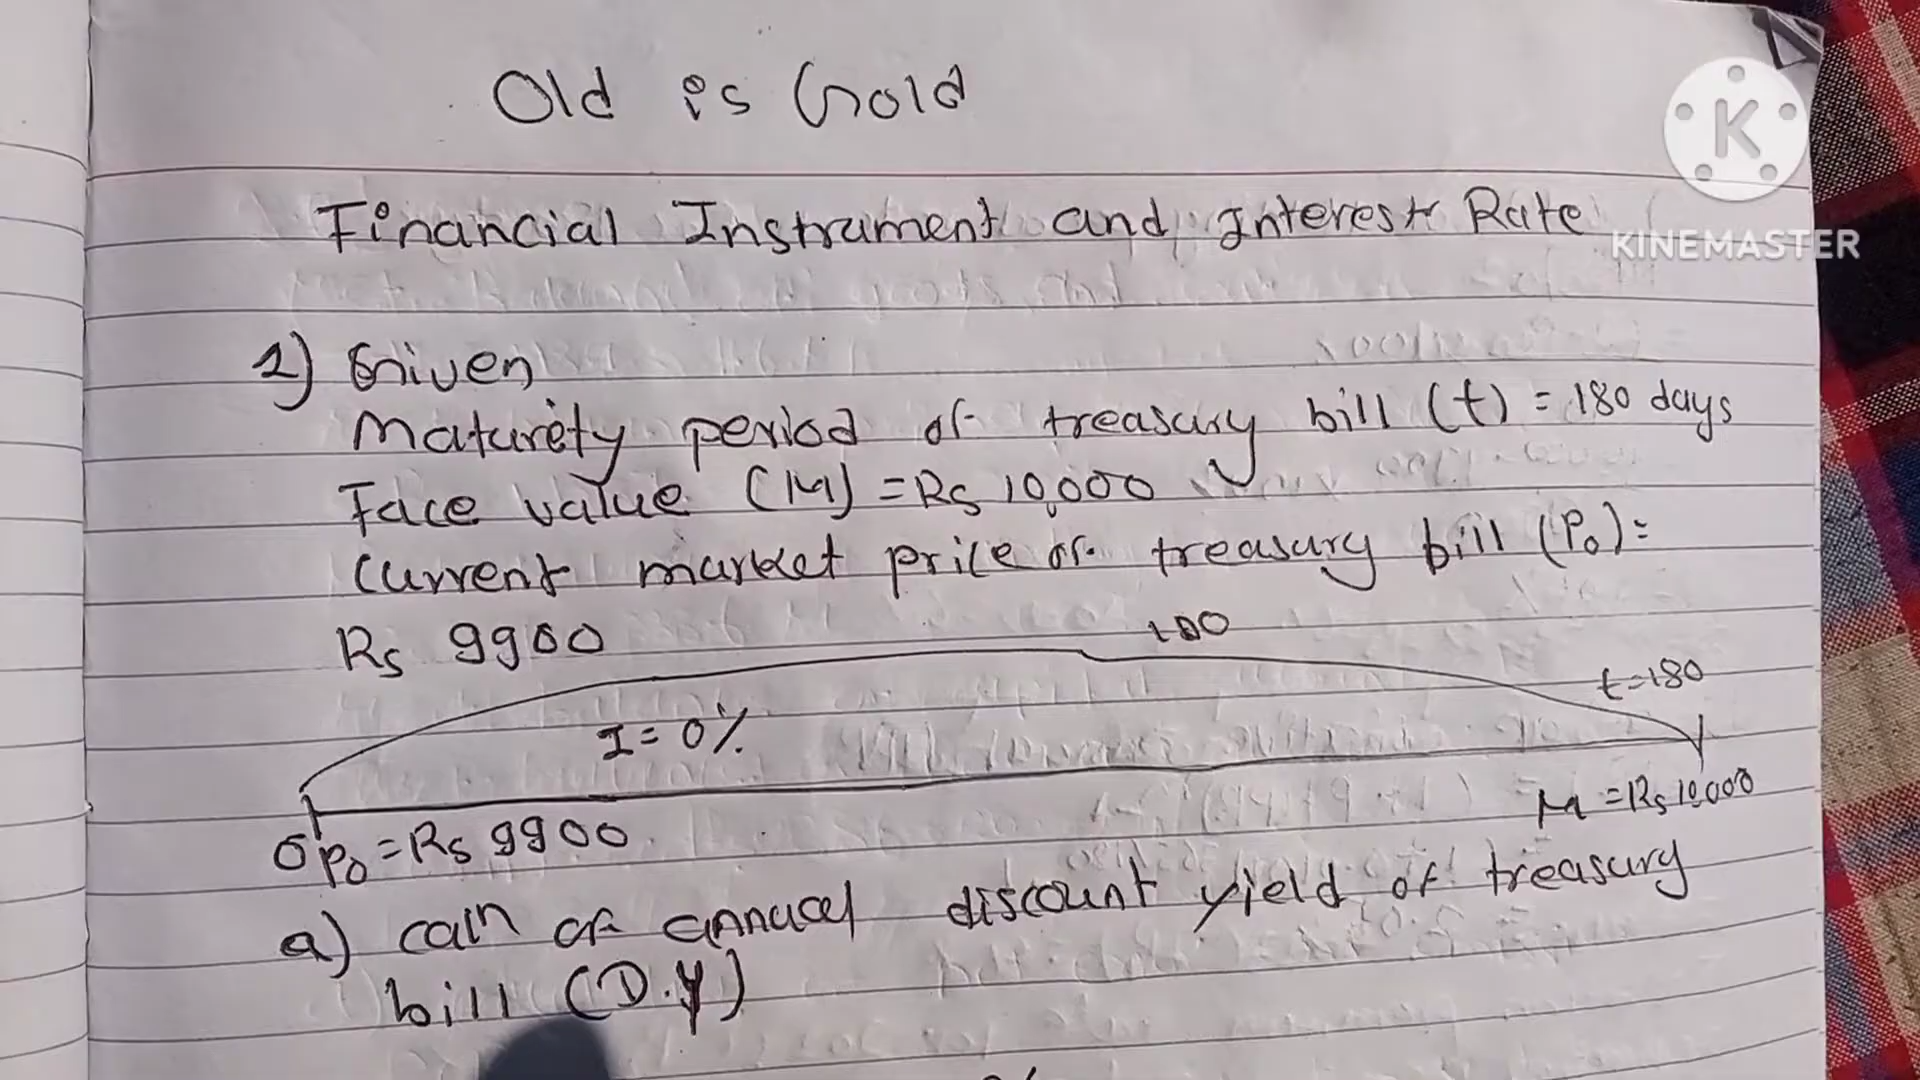 Old is Gold
KINEMASTER
Financial Instrument and Interest Rate
1) Given
Maturity period of treasury bill (t) = 180 days
Face value (M) = Rs 10,000
Current market price of treasury bill (P0) =
Rs 9900
180
t=180
I = 0%
0 P0 = Rs 9900
M = Rs 10,000
a) caln of annual discount yield of treasury
bill (D.Y)